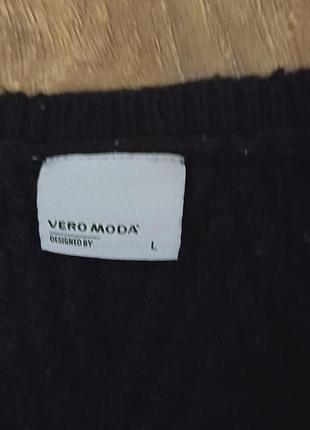 VERO MODA
DESIGNED BY
L